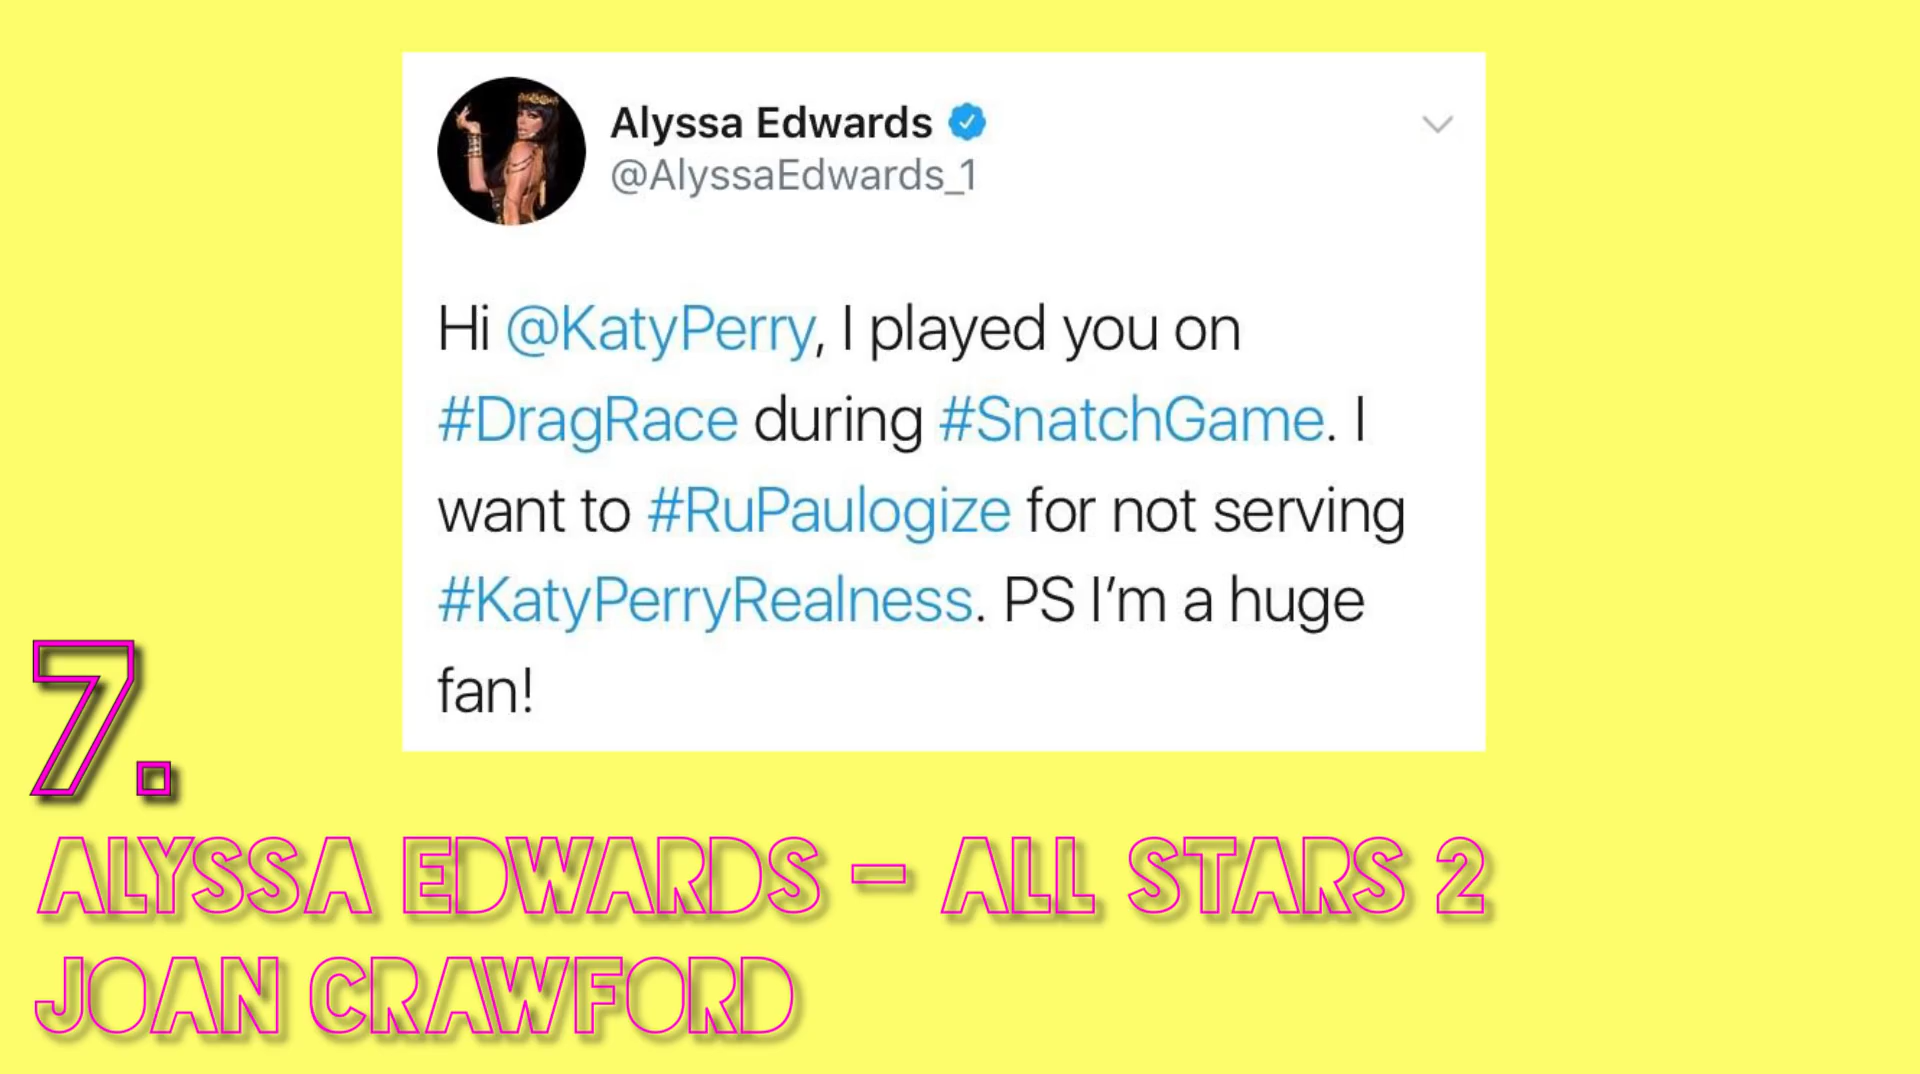 Alyssa Edwards
@AlyssaEdwards_1
Hi @KatyPerry, I played you on
#DragRace during #SnatchGame. I
want to #RuPaulogize for not serving
#KatyPerryRealness. PS I’m a huge
fan!
7.
ALYSSA EDWARDS - ALL STARS 2
JOAN CRAWFORD